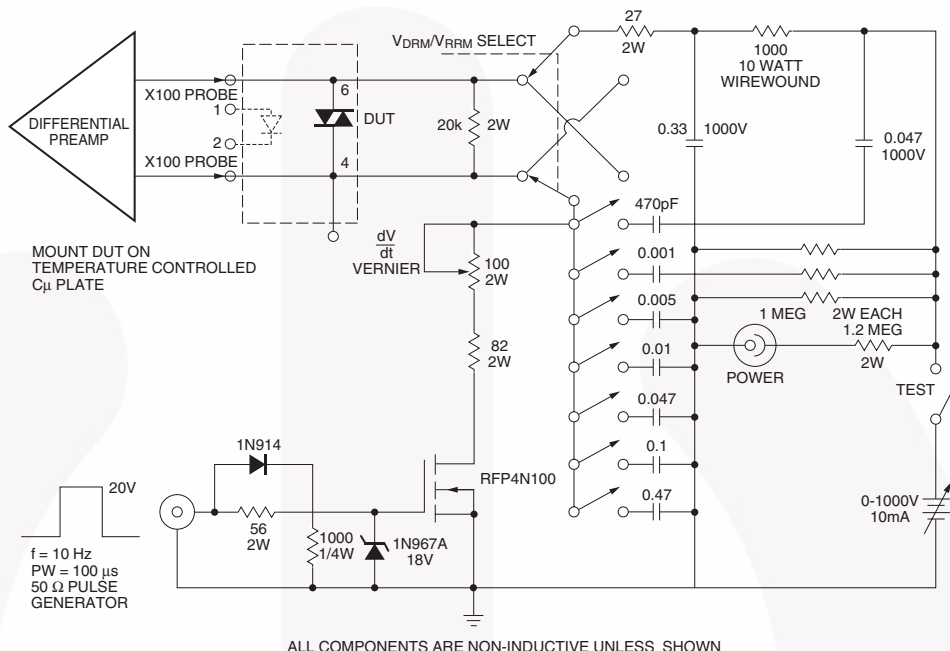 27
2W
VDRM/VRRM SELECT
1000
10 WATT
WIREWOUND
X100 PROBE
6
1
DIFFERENTIAL
PREAMP
DUT
20k
2W
0.33
1000V
0.047
1000V
2
X100 PROBE
4
470pF
MOUNT DUT ON
TEMPERATURE CONTROLLED
Cµ PLATE
dV
dt
VERNIER
100
2W
0.001
0.005
1 MEG
2W EACH
1.2 MEG
2W
82
2W
0.01
POWER
TEST
0.047
1N914
RFP4N100
0.1
20V
0-1000V
10mA
56
2W
1000
1/4W
1N967A
18V
0.47
f = 10 Hz
PW = 100 µs
50 Ω PULSE
GENERATOR
ALL COMPONENTS ARE NON-INDUCTIVE UNLESS SHOWN